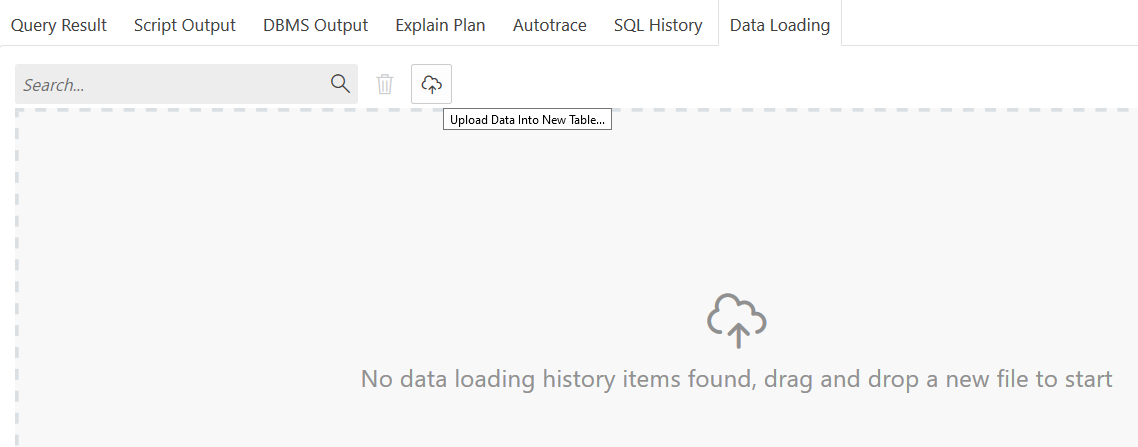 Query Result Script Output DBMS Output Explain Plan Autotrace SQL History Data Loading
Search...
Upload Data Into New Table...
No data loading history items found, drag and drop a new file to start